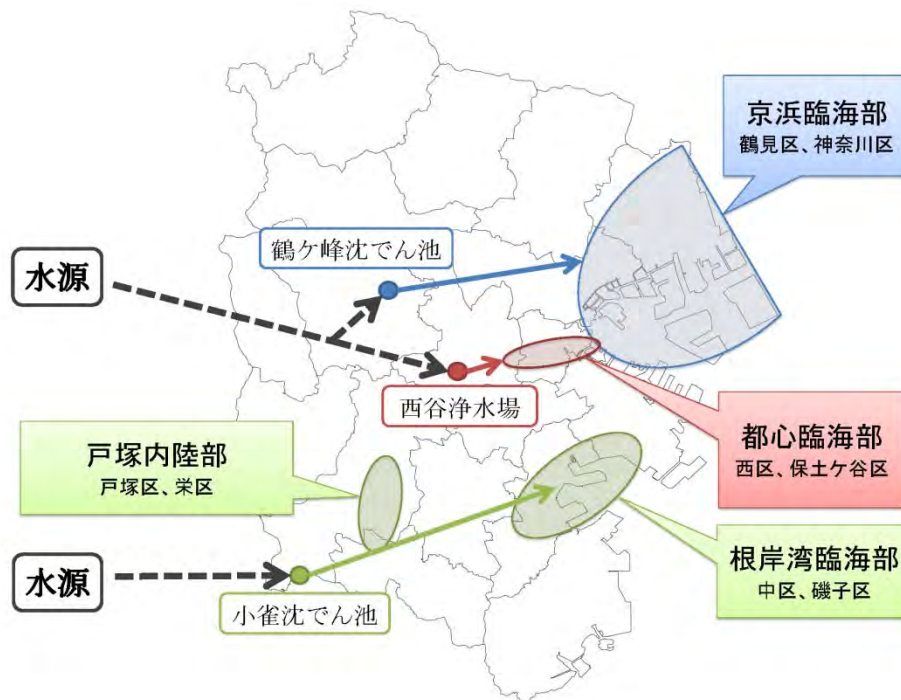 京浜臨海部
鶴見区、神奈川区
鶴ケ峰沈でん池
水源
西谷浄水場
都心臨海部
西区、保土ケ谷区
戸塚内陸部
戸塚区、栄区
根岸湾臨海部
中区、磯子区
水源
小雀沈でん池